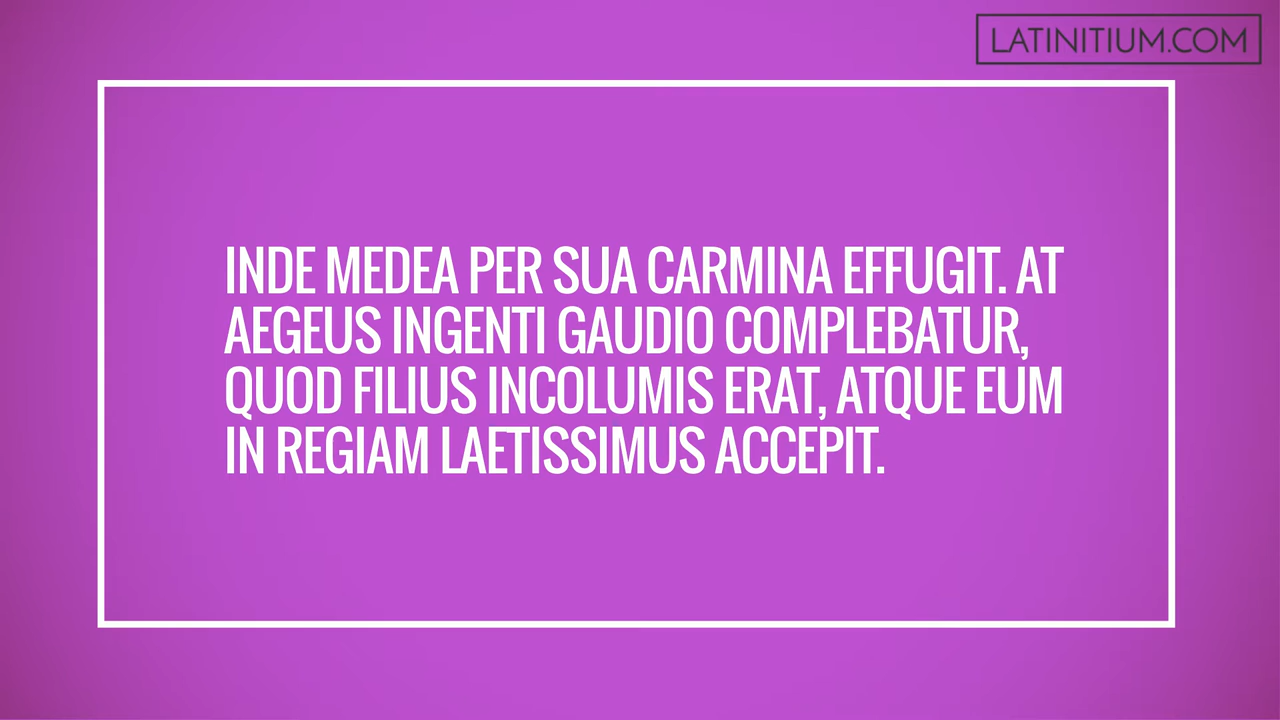 LATINITIUM.COM
INDE MEDEA PER SUA CARMINA EFFUGIT. AT
AEGEUS INGENTI GAUDIO COMPLEBATUR,
QUOD FILIUS INCOLUMIS ERAT, ATQUE EUM
IN REGIAM LAETISSIMUS ACCEPIT.